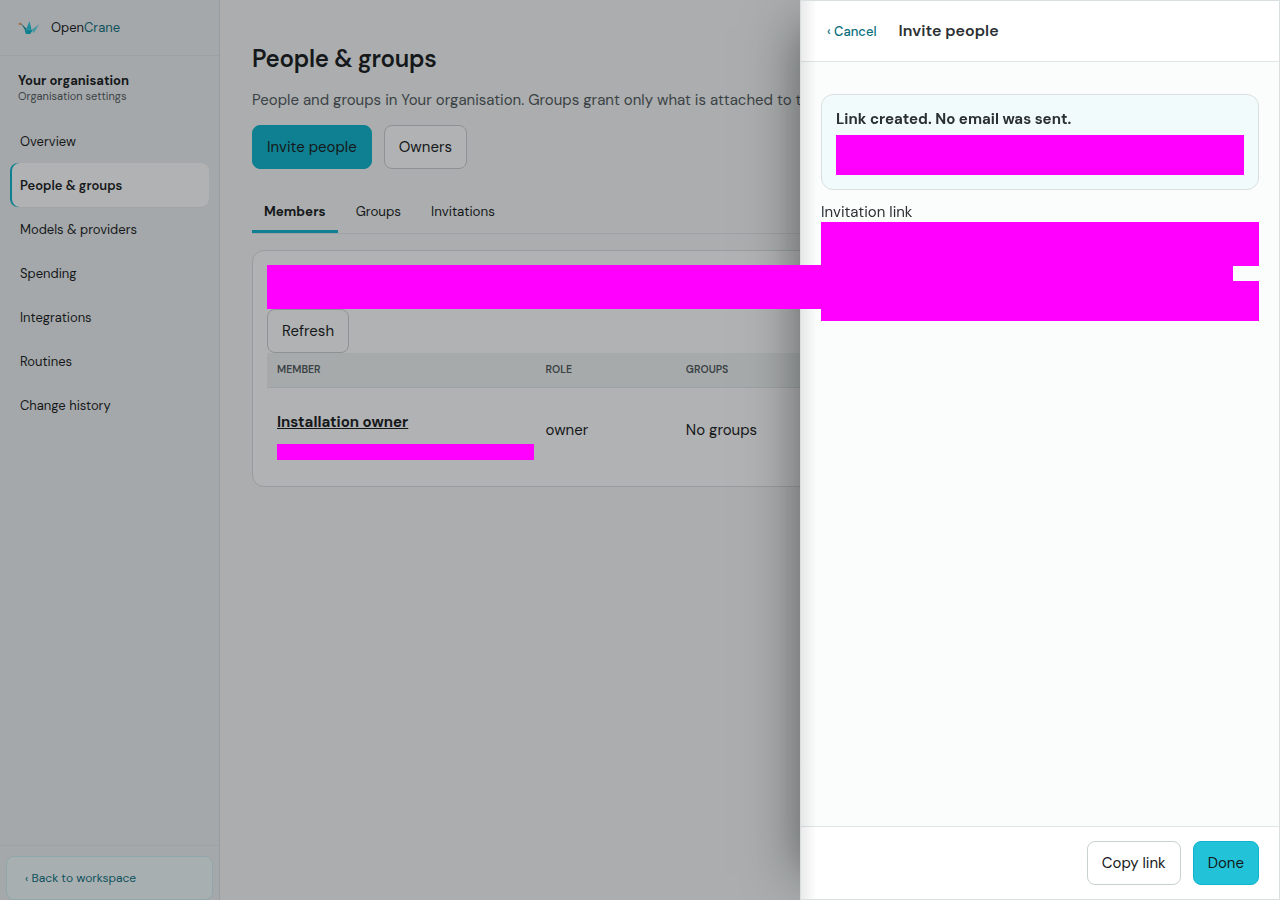 OpenCrane
Your organisation
Organisation settings
Overview
People & groups
Models & providers
Spending
Integrations
Routines
Change history
‹ Back to workspace
People & groups
People and groups in Your organisation. Groups grant only what is attached to
Invite people
Owners
Members
Groups
Invitations
Refresh
MEMBER
ROLE
GROUPS
Installation owner
owner
No groups
‹ Cancel
Invite people
Link created. No email was sent.
Invitation link
Copy link
Done